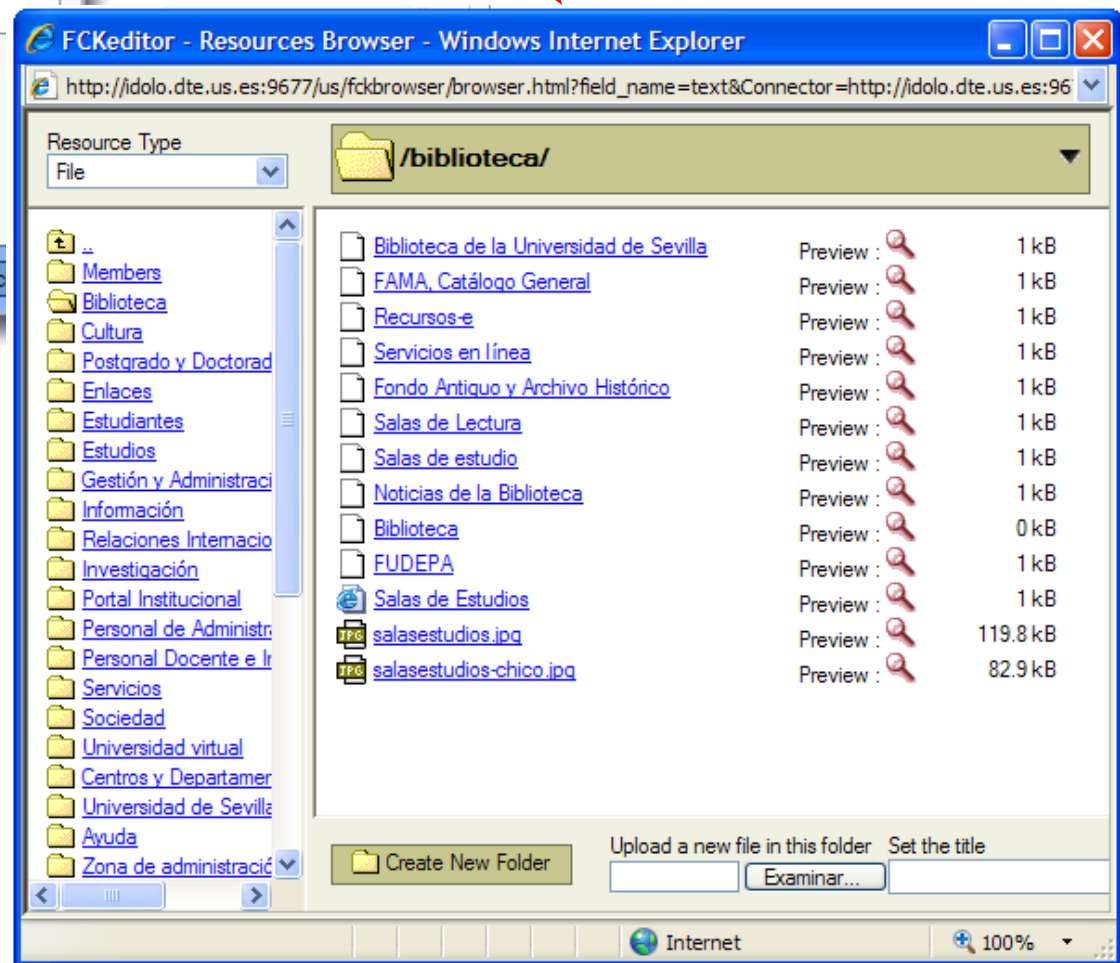 FCKeditor - Resources Browser - Windows Internet Explorer
http://idolo.dte.us.es:9677/us/fckbrowser/browser.html?field_name=text&Connector=http://idolo.dte.us.es:96
Resource Type
File
/biblioteca/
..
Members
Biblioteca
Cultura
Postgrado y Doctorad
Enlaces
Estudiantes
Estudios
Gestión y Administraci
Información
Relaciones Internacio
Investigación
Portal Institucional
Personal de Administr
Personal Docente e I
Servicios
Sociedad
Universidad virtual
Centros y Departamer
Universidad de Sevilla
Ayuda
Zona de administració
Biblioteca de la Universidad de Sevilla Preview : 1 kB
FAMA, Catálogo General Preview : 1 kB
Recursos-e Preview : 1 kB
Servicios en línea Preview : 1 kB
Fondo Antiguo y Archivo Histórico Preview : 1 kB
Salas de Lectura Preview : 1 kB
Salas de estudio Preview : 1 kB
Noticias de la Biblioteca Preview : 1 kB
Biblioteca Preview : 0 kB
FUDEPA Preview : 1 kB
Salas de Estudios Preview : 1 kB
JPG salasestudios.jpg Preview : 119.8 kB
JPG salasestudios-chico.jpg Preview : 82.9 kB
Create New Folder
Upload a new file in this folder Set the title
Examinar...
Internet 100%